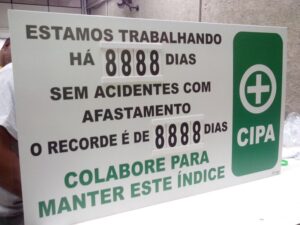 ESTAMOS TRABALHANDO
HÁ 8888 DIAS
SEM ACIDENTES COM
AFASTAMENTO
O RECORDE É DE 8888 DIAS
COLABORE PARA
MANTER ESTE ÍNDICE
CIPA